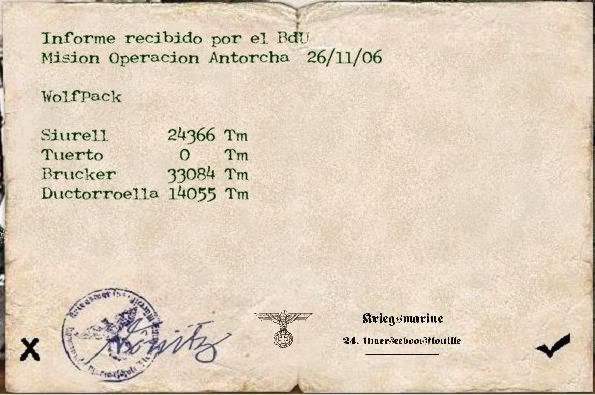 Informe recibido por el BdU
Mision Operacion Antorcha 26/11/06
WolfPack
Siurell 24366 Tm
Tuerto 0 Tm
Brucker 33084 Tm
Ductorroella 14055 Tm
Kriegsmarine
24. Unterseebootsflotille